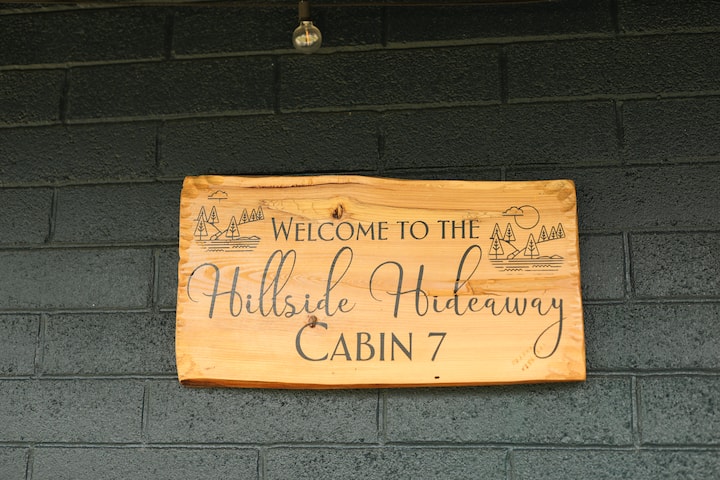 Welcome to the
Hillside Hideaway
Cabin 7